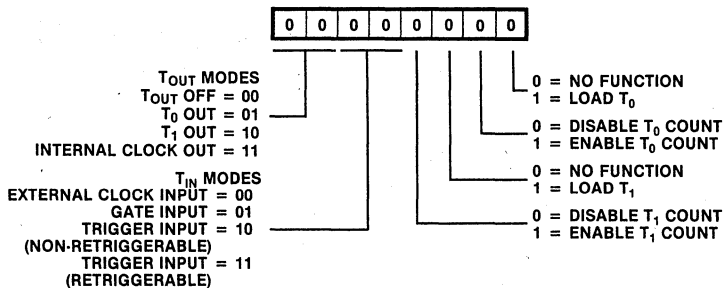 0 0 0 0 0 0 0 0
TOUT MODES
TOUT OFF = 00
T0 OUT = 01
T1 OUT = 10
INTERNAL CLOCK OUT = 11
TIN MODES
EXTERNAL CLOCK INPUT = 00
GATE INPUT = 01
TRIGGER INPUT = 10
(NON-RETRIGGERABLE)
TRIGGER INPUT = 11
(RETRIGGERABLE)
0 = NO FUNCTION
1 = LOAD T0
0 = DISABLE T0 COUNT
1 = ENABLE T0 COUNT
0 = NO FUNCTION
1 = LOAD T1
0 = DISABLE T1 COUNT
1 = ENABLE T1 COUNT